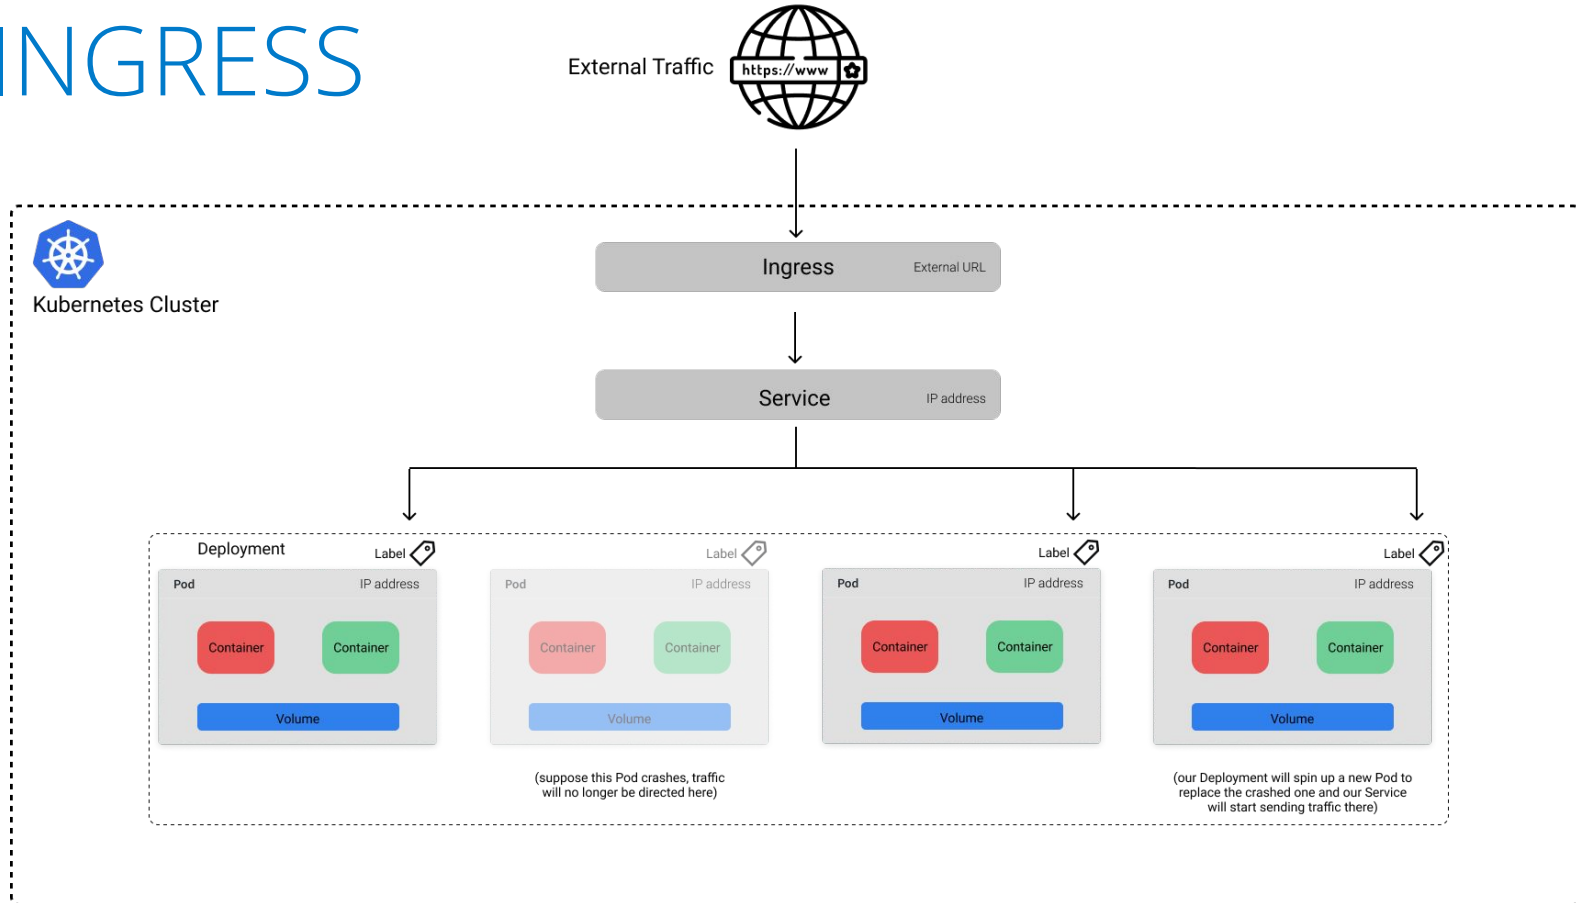 INGRESS
External Traffic
https://www
Kubernetes Cluster
Ingress
External URL
Service
IP address
Deployment
Label
Label
Label
Label
Pod
IP address
Pod
IP address
Pod
IP address
Pod
IP address
Container
Container
Container
Container
Container
Container
Container
Container
Volume
Volume
Volume
Volume
(suppose this Pod crashes, traffic
will no longer be directed here)
(our Deployment will spin up a new Pod to
replace the crashed one and our Service
will start sending traffic there)